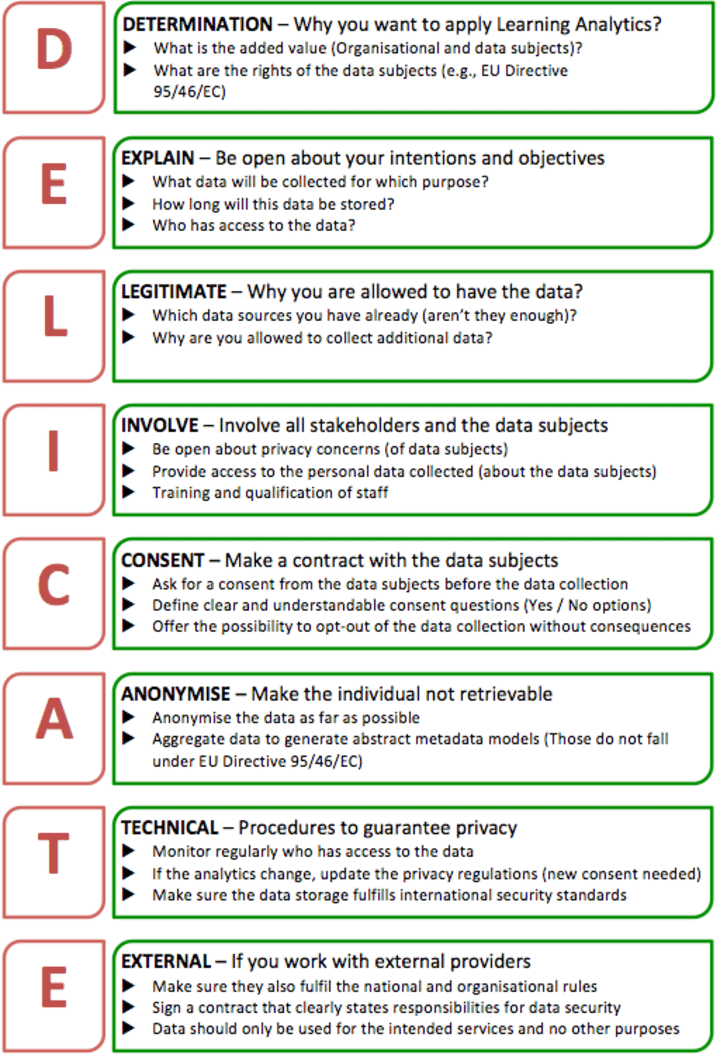 D
DETERMINATION – Why you want to apply Learning Analytics?
▶ What is the added value (Organisational and data subjects)?
▶ What are the rights of the data subjects (e.g., EU Directive
95/46/EC)
E
EXPLAIN – Be open about your intentions and objectives
▶ What data will be collected for which purpose?
▶ How long will this data be stored?
▶ Who has access to the data?
L
LEGITIMATE – Why you are allowed to have the data?
▶ Which data sources you have already (aren't they enough)?
▶ Why are you allowed to collect additional data?
I
INVOLVE – Involve all stakeholders and the data subjects
▶ Be open about privacy concerns (of data subjects)
▶ Provide access to the personal data collected (about the data subjects)
▶ Training and qualification of staff
C
CONSENT – Make a contract with the data subjects
▶ Ask for a consent from the data subjects before the data collection
▶ Define clear and understandable consent questions (Yes / No options)
▶ Offer the possibility to opt-out of the data collection without consequences
A
ANONYMISE – Make the individual not retrievable
▶ Anonymise the data as far as possible
▶ Aggregate data to generate abstract metadata models (Those do not fall
under EU Directive 95/46/EC)
T
TECHNICAL – Procedures to guarantee privacy
▶ Monitor regularly who has access to the data
▶ If the analytics change, update the privacy regulations (new consent needed)
▶ Make sure the data storage fulfills international security standards
E
EXTERNAL – If you work with external providers
▶ Make sure they also fulfil the national and organisational rules
▶ Sign a contract that clearly states responsibilities for data security
▶ Data should only be used for the intended services and no other purposes